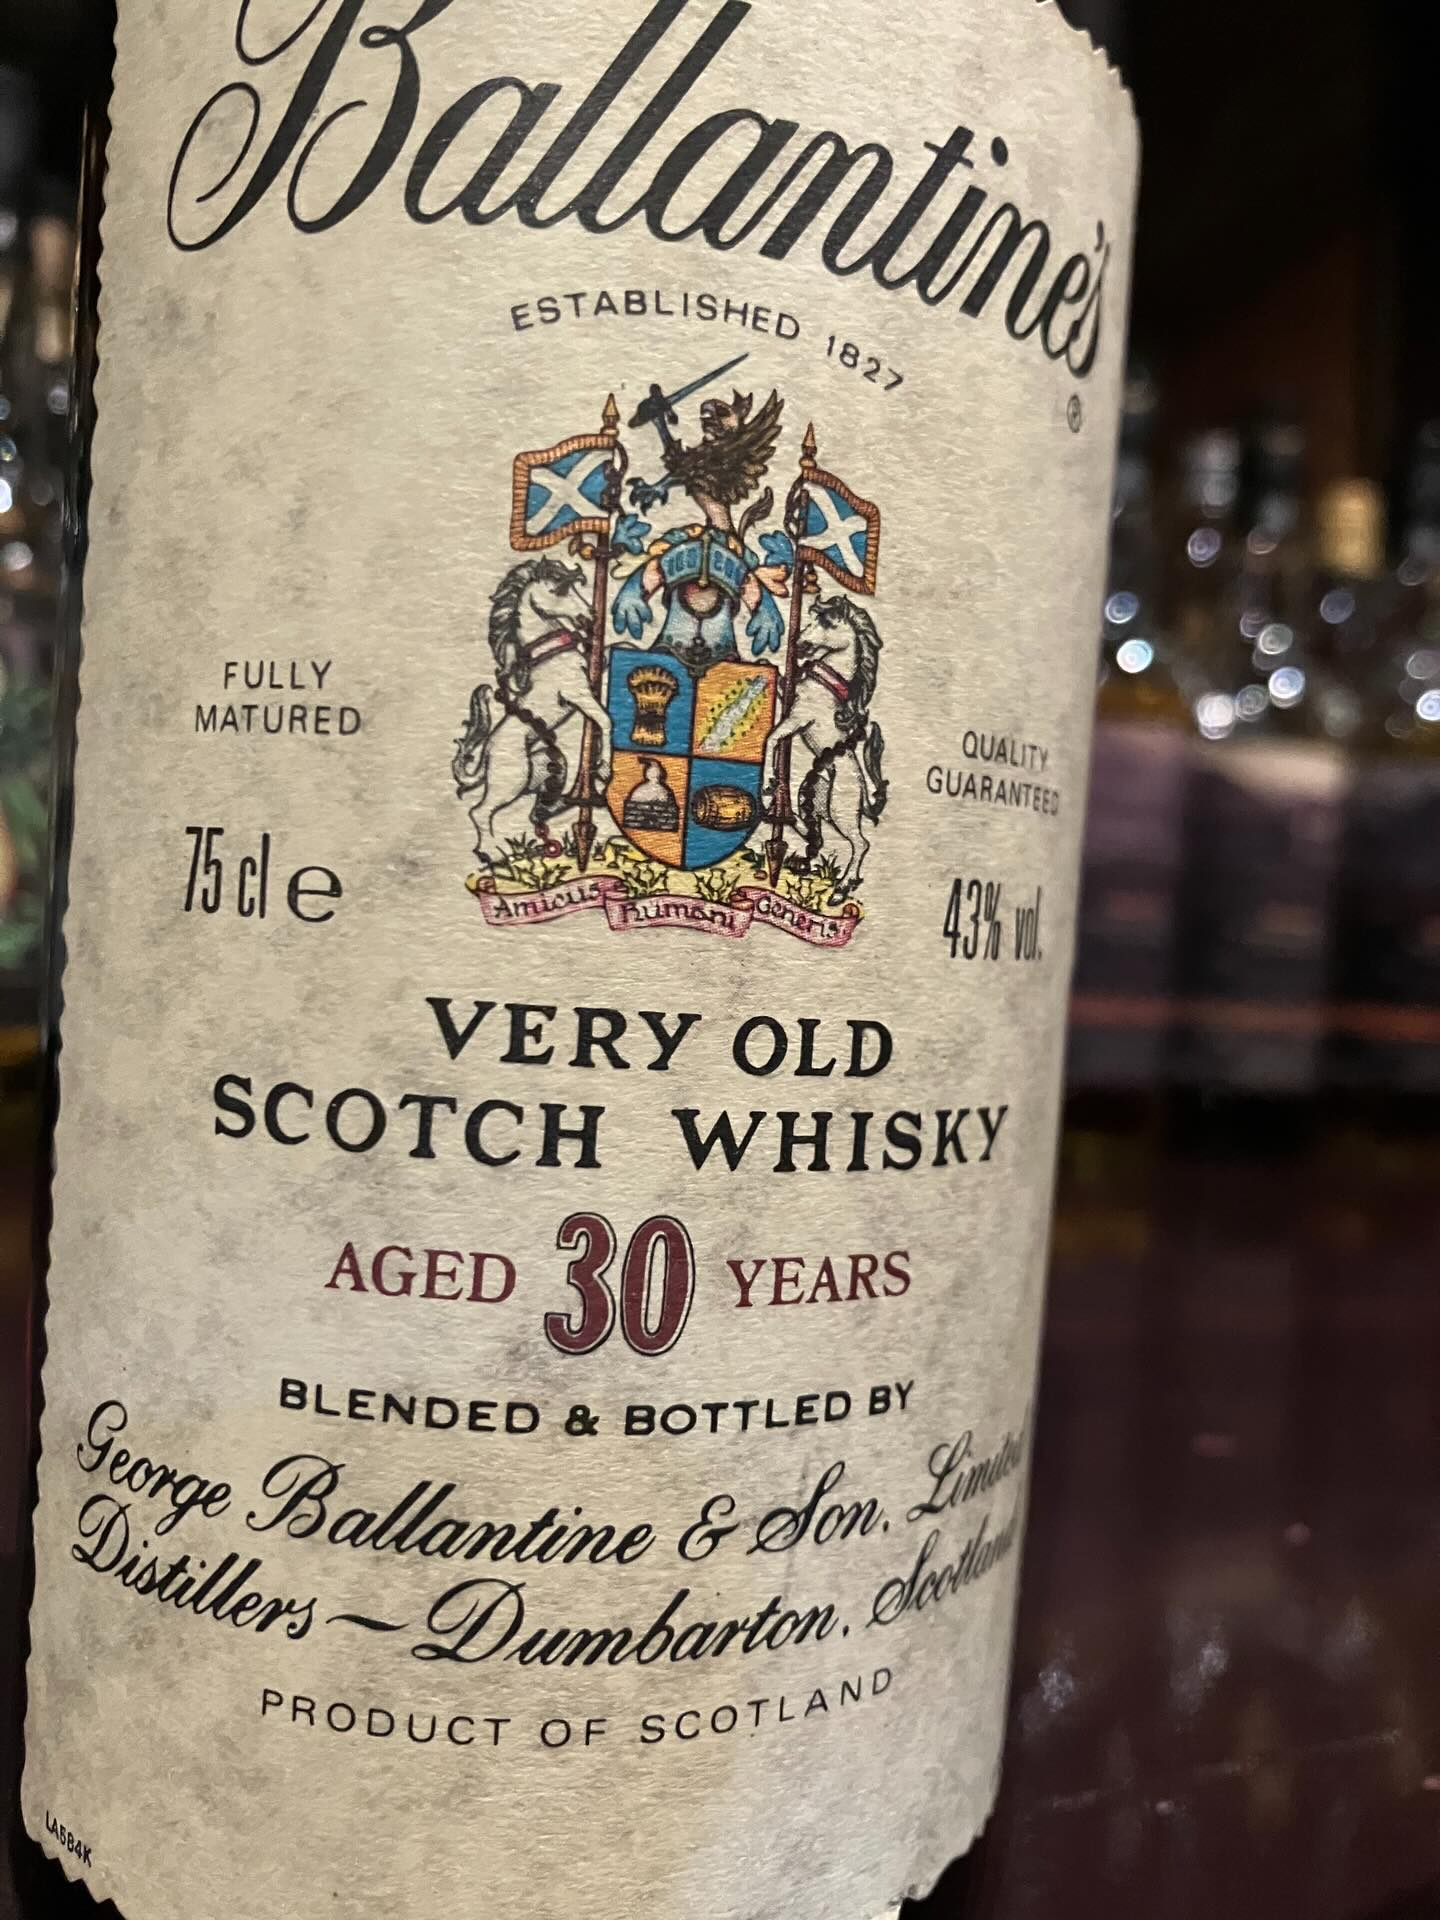 Ballantine's
®
ESTABLISHED 1827
FULLY
MATURED
QUALITY
GUARANTEED
75 cl e
43% vol.
Amicus Humani Generis
VERY OLD
SCOTCH WHISKY
AGED 30 YEARS
BLENDED & BOTTLED BY
George Ballantine & Son. Limited
Distillers ~ Dumbarton. Scotland
PRODUCT OF SCOTLAND
LA5B4K